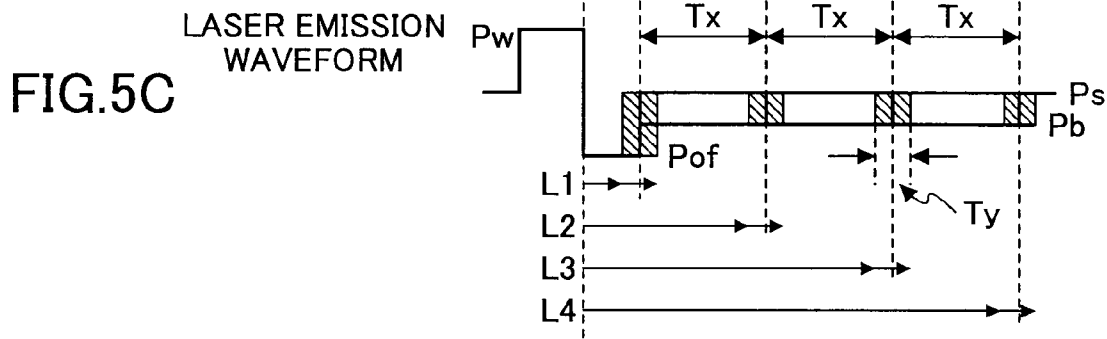 Tx Tx Tx
LASER EMISSION
WAVEFORM
Pw
FIG.5C
Ps
Pb
Pof
L1
Ty
L2
L3
L4